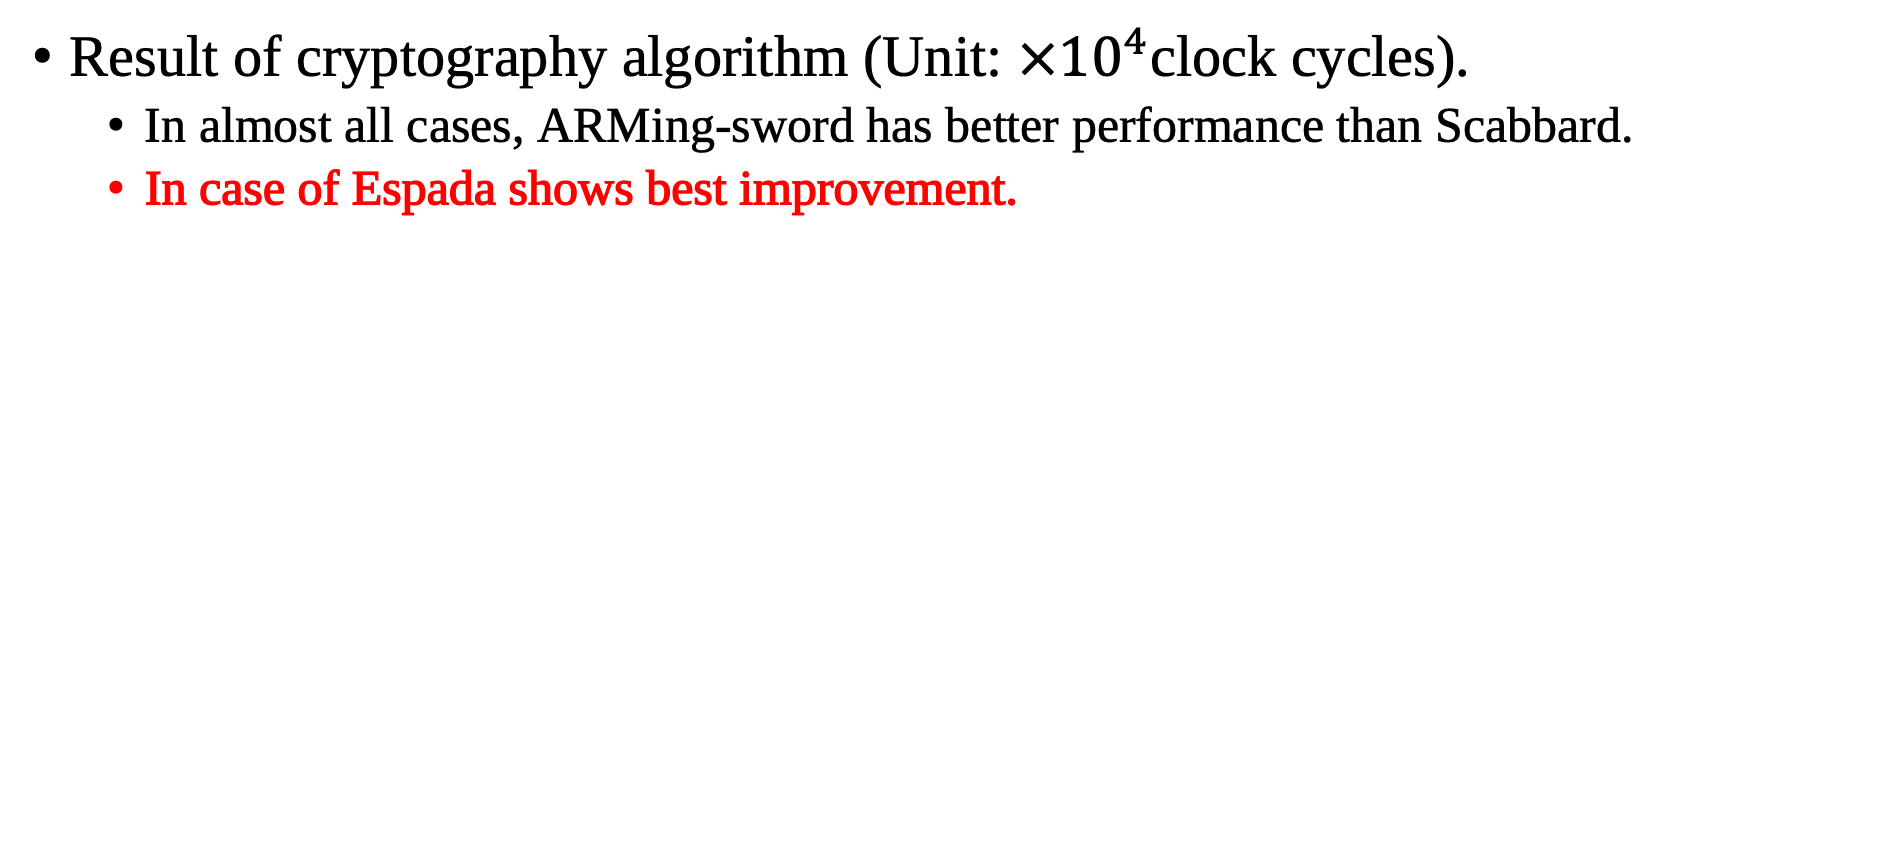 • Result of cryptography algorithm (Unit: ×10⁴clock cycles).
• In almost all cases, ARMing-sword has better performance than Scabbard.
• In case of Espada shows best improvement.